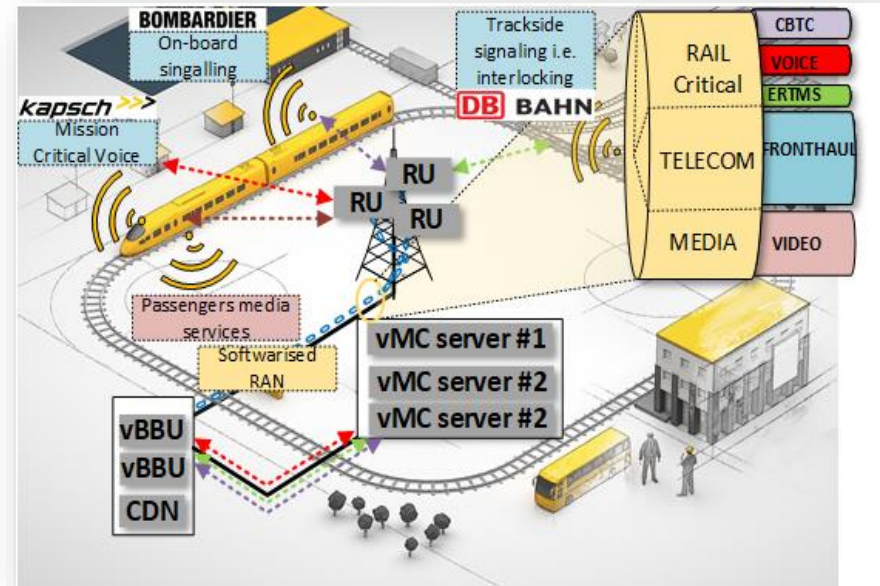 BOMBARDIER
On-board
singalling
kapsch >>>
Mission
Critical Voice
Trackside
signaling i.e.
interlocking
DB BAHN
RAIL
Critical
TELECOM
MEDIA
CBTC
VOICE
ERTMS
FRONTHAUL
VIDEO
RU
RU
RU
Passengers media
services
Softwarised
RAN
vMC server #1
vMC server #2
vMC server #2
vBBU
vBBU
CDN